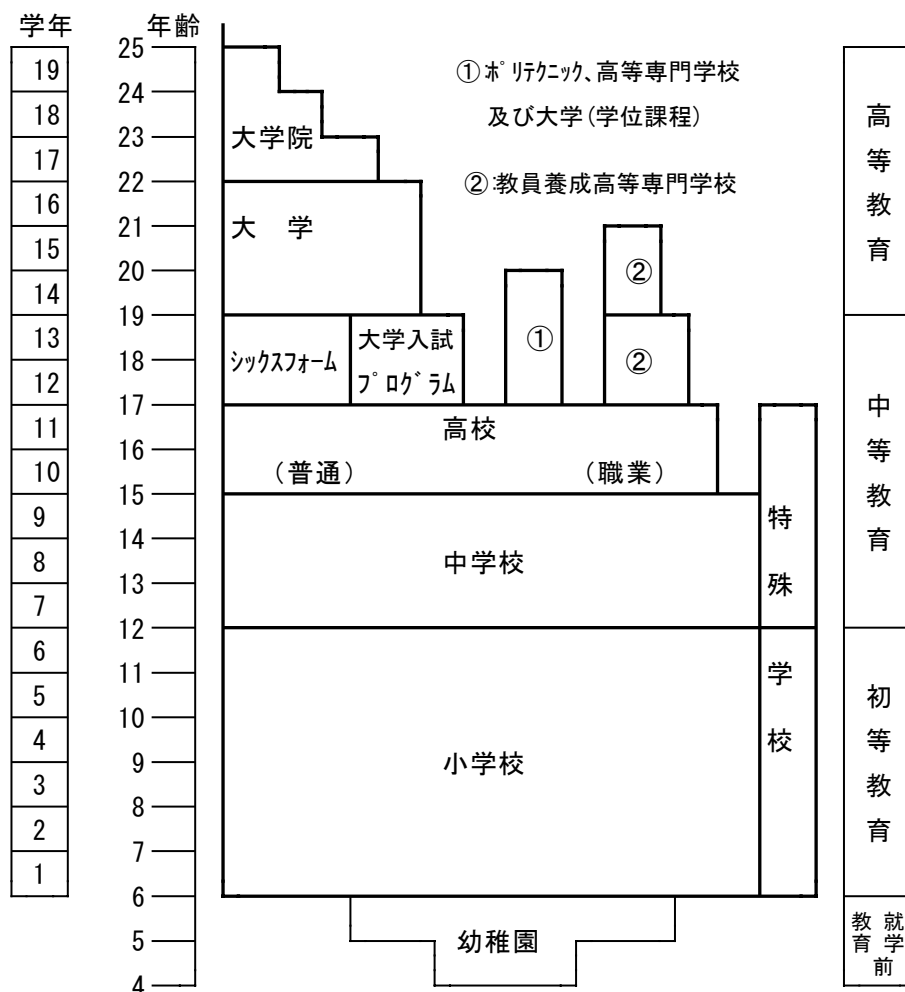 学年
年齢
25
19
①ﾎﾟﾘﾃｸﾆｯｸ、高等専門学校
24
18
及び大学(学位課程)
大学院
23
17
22
②:教員養成高等専門学校
16
大 学
21
15
②
20
14
19
13
シックスフォーム
大学入試
プログラム
①
②
18
12
17
11
高校
16
10
(普通)
(職業)
15
9
14
8
中学校
13
7
12
6
11
5
10
4
小学校
9
3
8
2
7
1
6
幼稚園
5
4
特殊学校
高等教育
中等教育
初等教育
就学前
教育